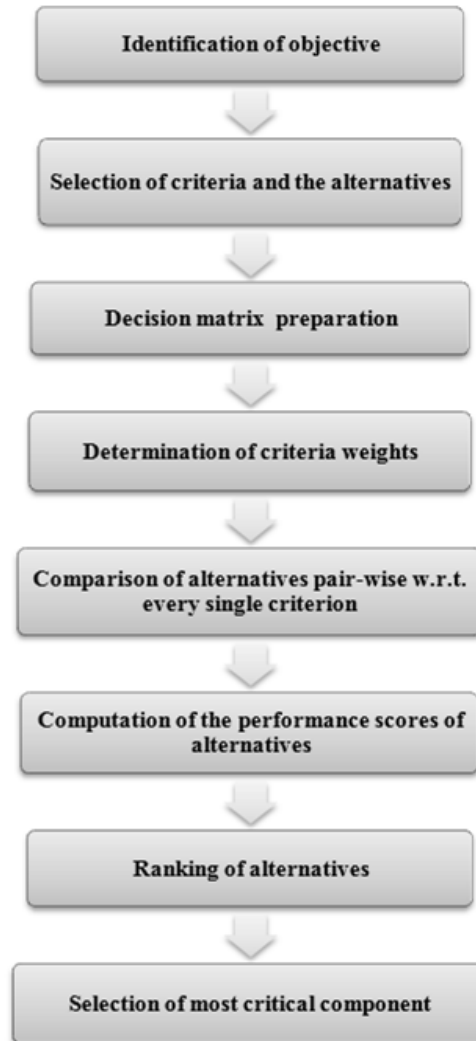 Identification of objective
Selection of criteria and the alternatives
Decision matrix preparation
Determination of criteria weights
Comparison of alternatives pair-wise w.r.t.
every single criterion
Computation of the performance scores of
alternatives
Ranking of alternatives
Selection of most critical component